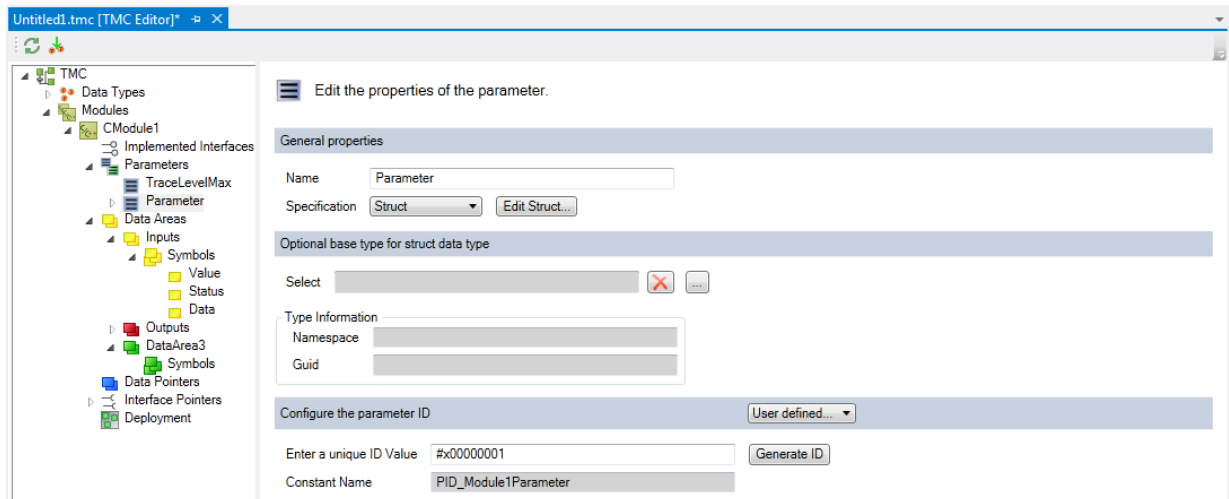 Untitled1.tmc [TMC Editor]*
TMC
Data Types
Modules
CModule1
Implemented Interfaces
Parameters
TraceLevelMax
Parameter
Data Areas
Inputs
Symbols
Value
Status
Data
Outputs
DataArea3
Symbols
Data Pointers
Interface Pointers
Deployment
Edit the properties of the parameter.
General properties
Name Parameter
Specification Struct Edit Struct...
Optional base type for struct data type
Select ...
Type Information
Namespace
Guid
Configure the parameter ID User defined...
Enter a unique ID Value #x00000001 Generate ID
Constant Name PID_Module1Parameter